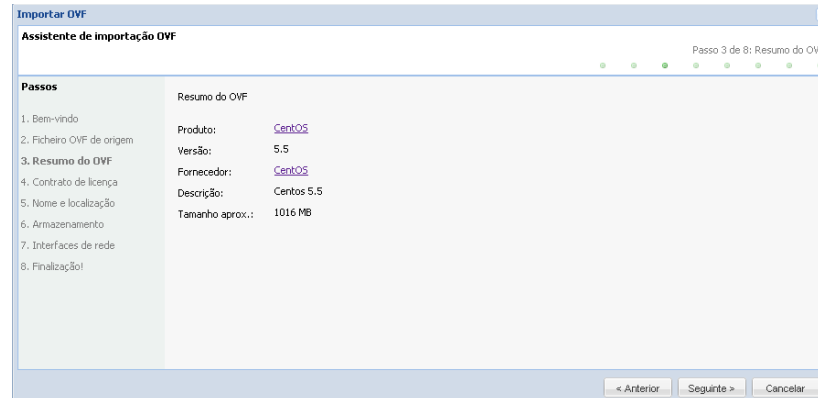 Importar OVF
Assistente de importação OVF
Passo 3 de 8: Resumo do OV
Passos
1. Bem-vindo
2. Ficheiro OVF de origem
3. Resumo do OVF
4. Contrato de licença
5. Nome e localização
6. Armazenamento
7. Interfaces de rede
8. Finalização!
Resumo do OVF
Produto: CentOS
Versão: 5.5
Fornecedor: CentOS
Descrição: Centos 5.5
Tamanho aprox.: 1016 MB
< Anterior Seguinte > Cancelar